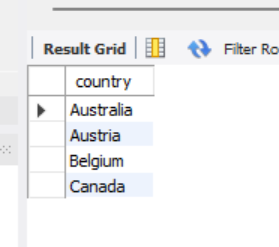 Result Grid Filter Ro
country
Australia
Austria
Belgium
Canada